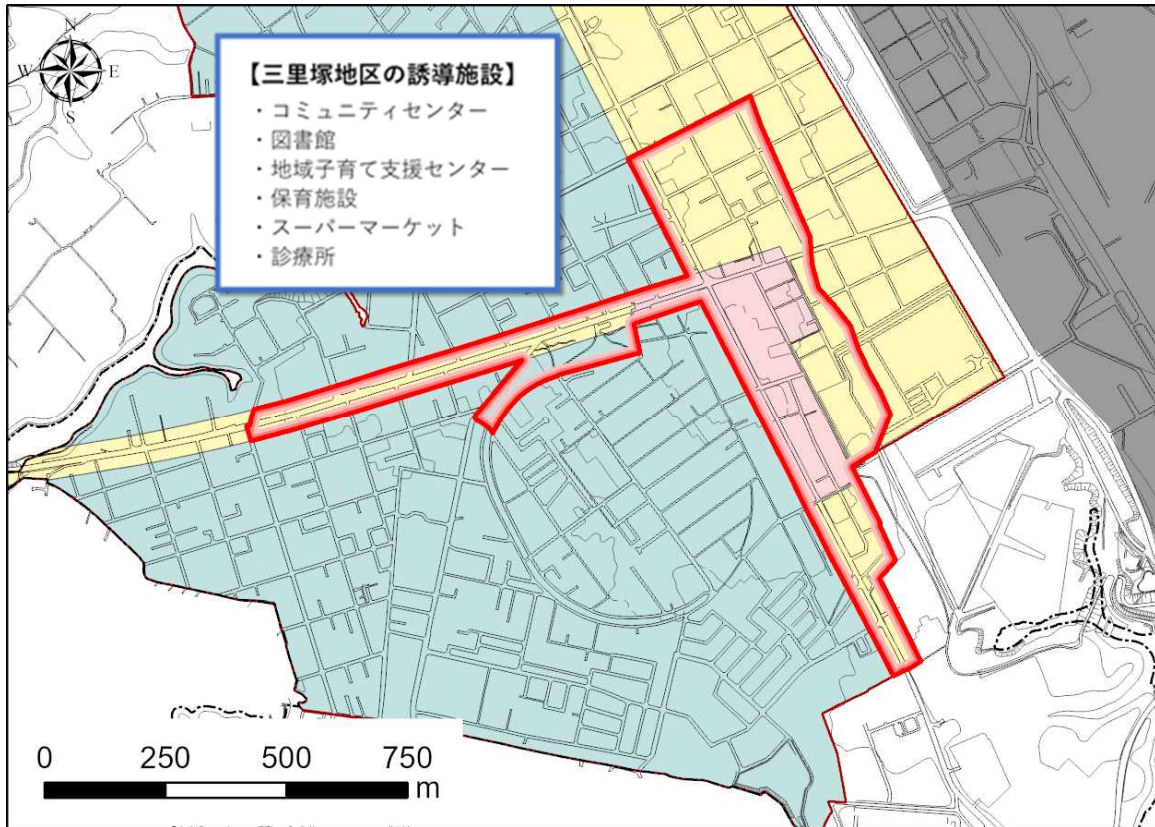 N
W E
S
【三里塚地区の誘導施設】
・コミュニティセンター
・図書館
・地域子育て支援センター
・保育施設
・スーパーマーケット
・診療所
0 250 500 750
m